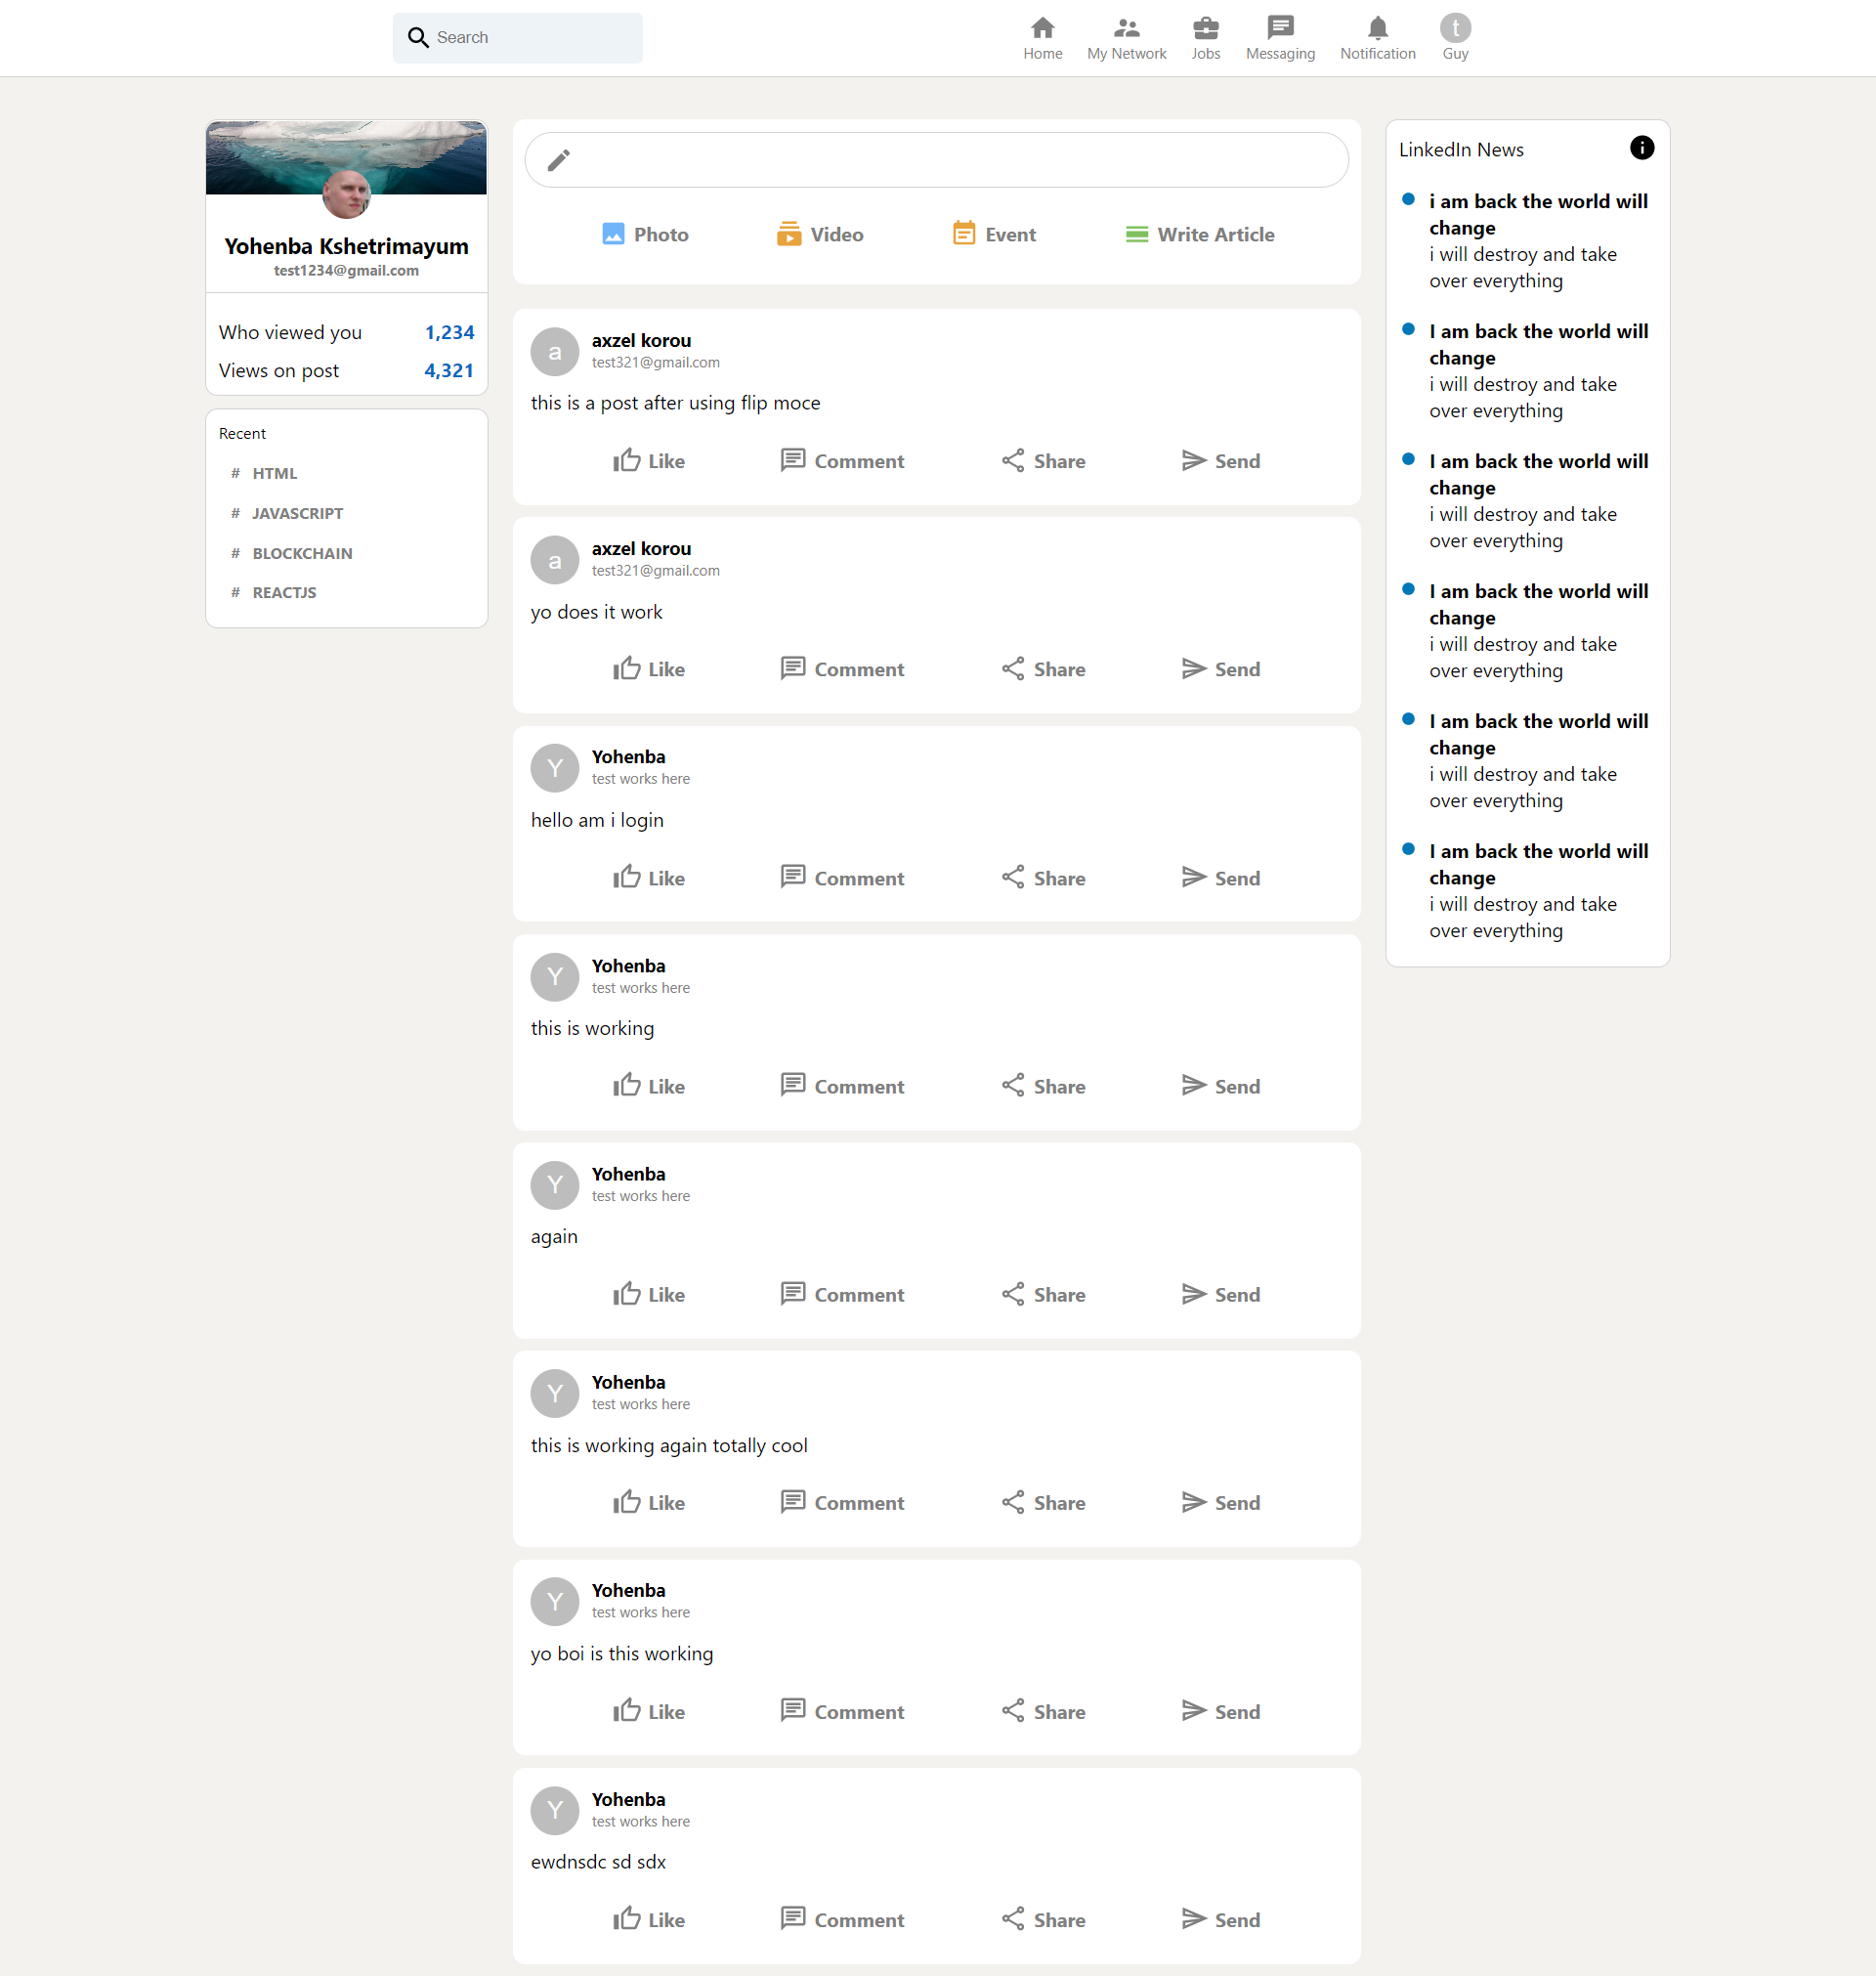 Search
Home
My Network
Jobs
Messaging
Notification
t
Guy
Yohenba Kshetrimayum
test1234@gmail.com
Who viewed you 1,234
Views on post 4,321
Recent
# HTML
# JAVASCRIPT
# BLOCKCHAIN
# REACTJS
Photo Video Event Write Article
a
axzel korou
test321@gmail.com
this is a post after using flip moce
Like Comment Share Send
a
axzel korou
test321@gmail.com
yo does it work
Like Comment Share Send
Y
Yohenba
test works here
hello am i login
Like Comment Share Send
Y
Yohenba
test works here
this is working
Like Comment Share Send
Y
Yohenba
test works here
again
Like Comment Share Send
Y
Yohenba
test works here
this is working again totally cool
Like Comment Share Send
Y
Yohenba
test works here
yo boi is this working
Like Comment Share Send
Y
Yohenba
test works here
ewdnsdc sd sdx
Like Comment Share Send
LinkedIn News
i am back the world will
change
i will destroy and take
over everything
I am back the world will
change
i will destroy and take
over everything
I am back the world will
change
i will destroy and take
over everything
I am back the world will
change
i will destroy and take
over everything
I am back the world will
change
i will destroy and take
over everything
I am back the world will
change
i will destroy and take
over everything